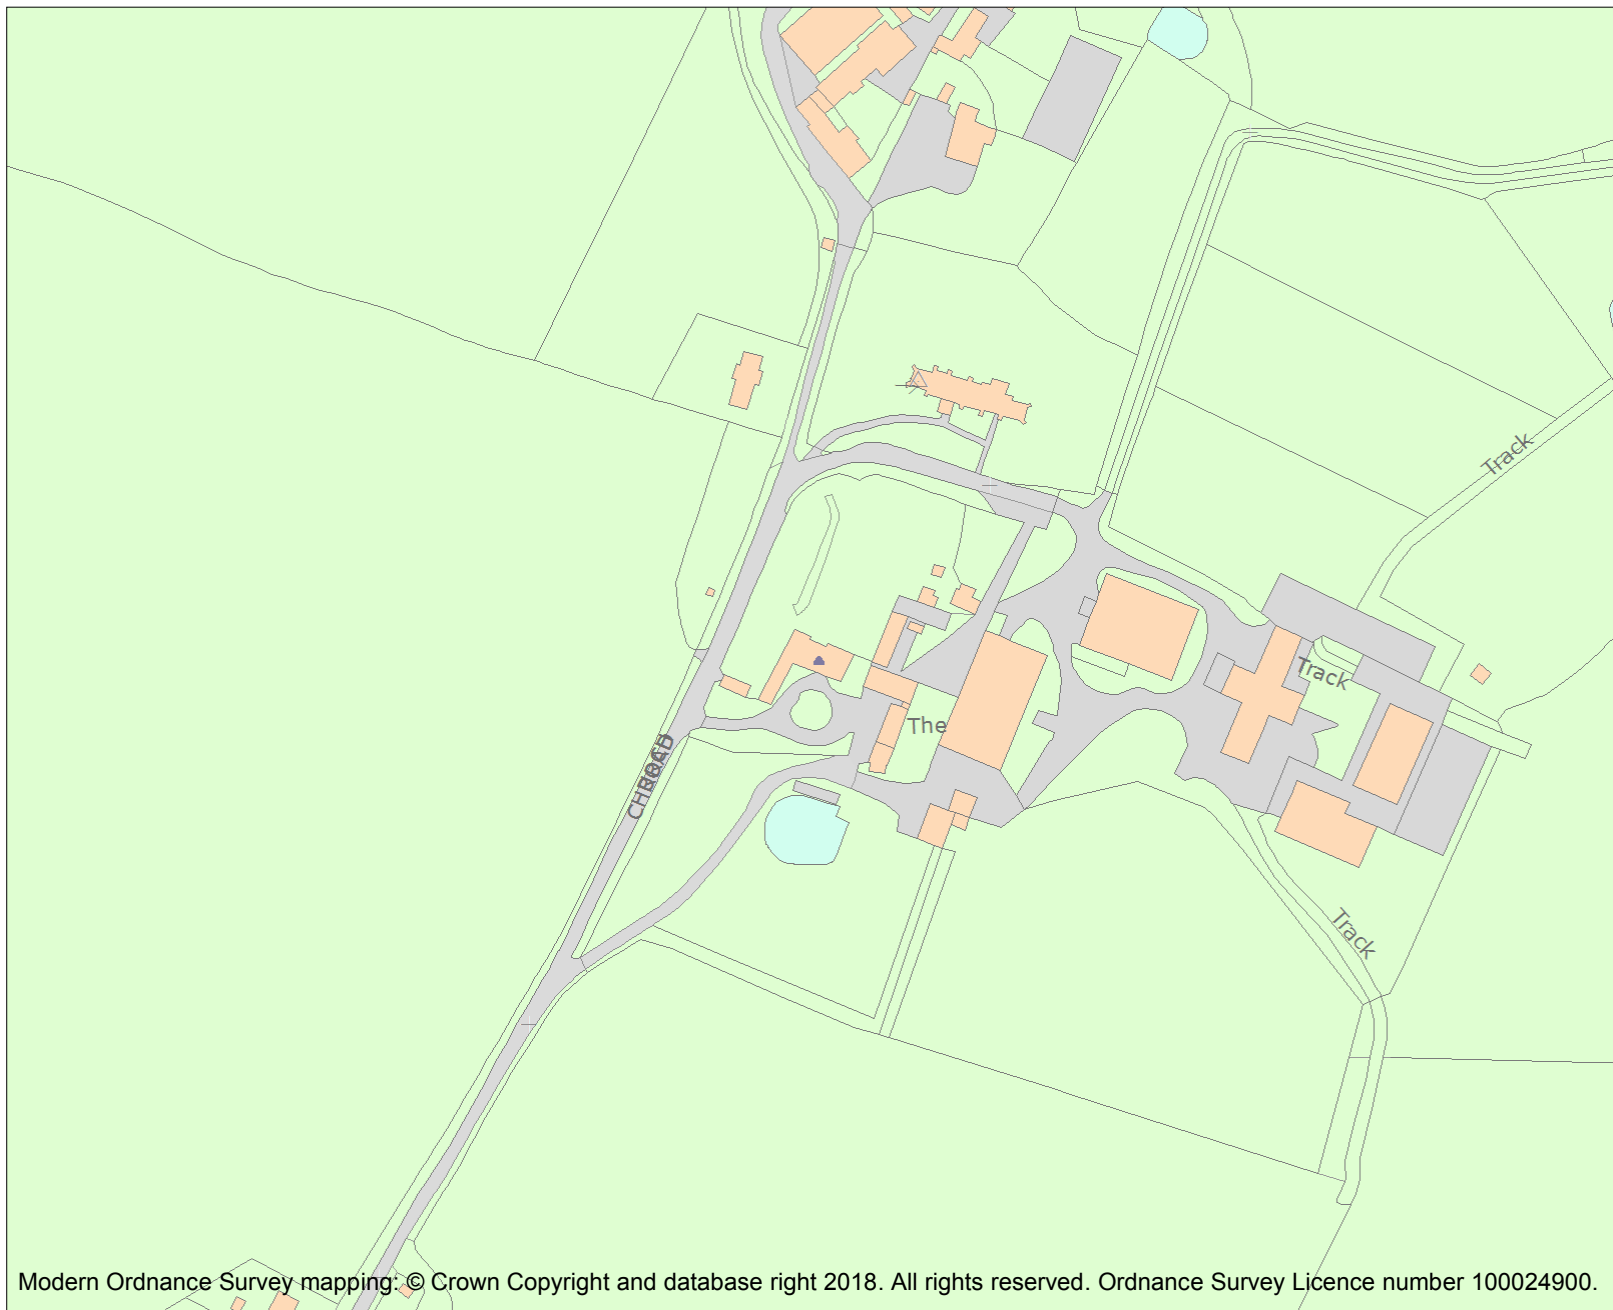 Track
Track
The
Track
Modern Ordnance Survey mapping: © Crown Copyright and database right 2018. All rights reserved. Ordnance Survey Licence number 100024900.